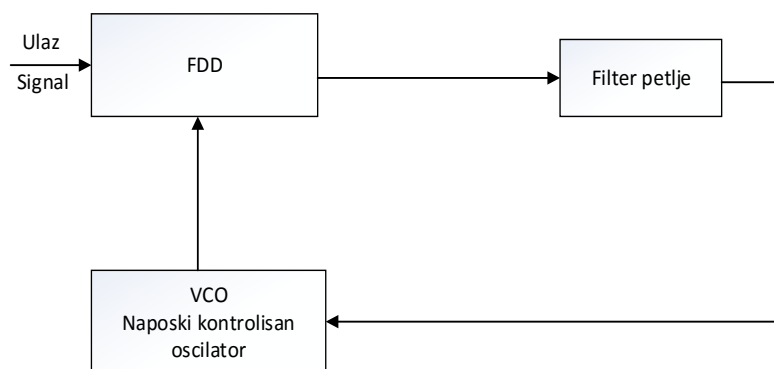 Ulaz
Signal
FDD
Filter petlje
VCO
Naposki kontrolisan
oscilator